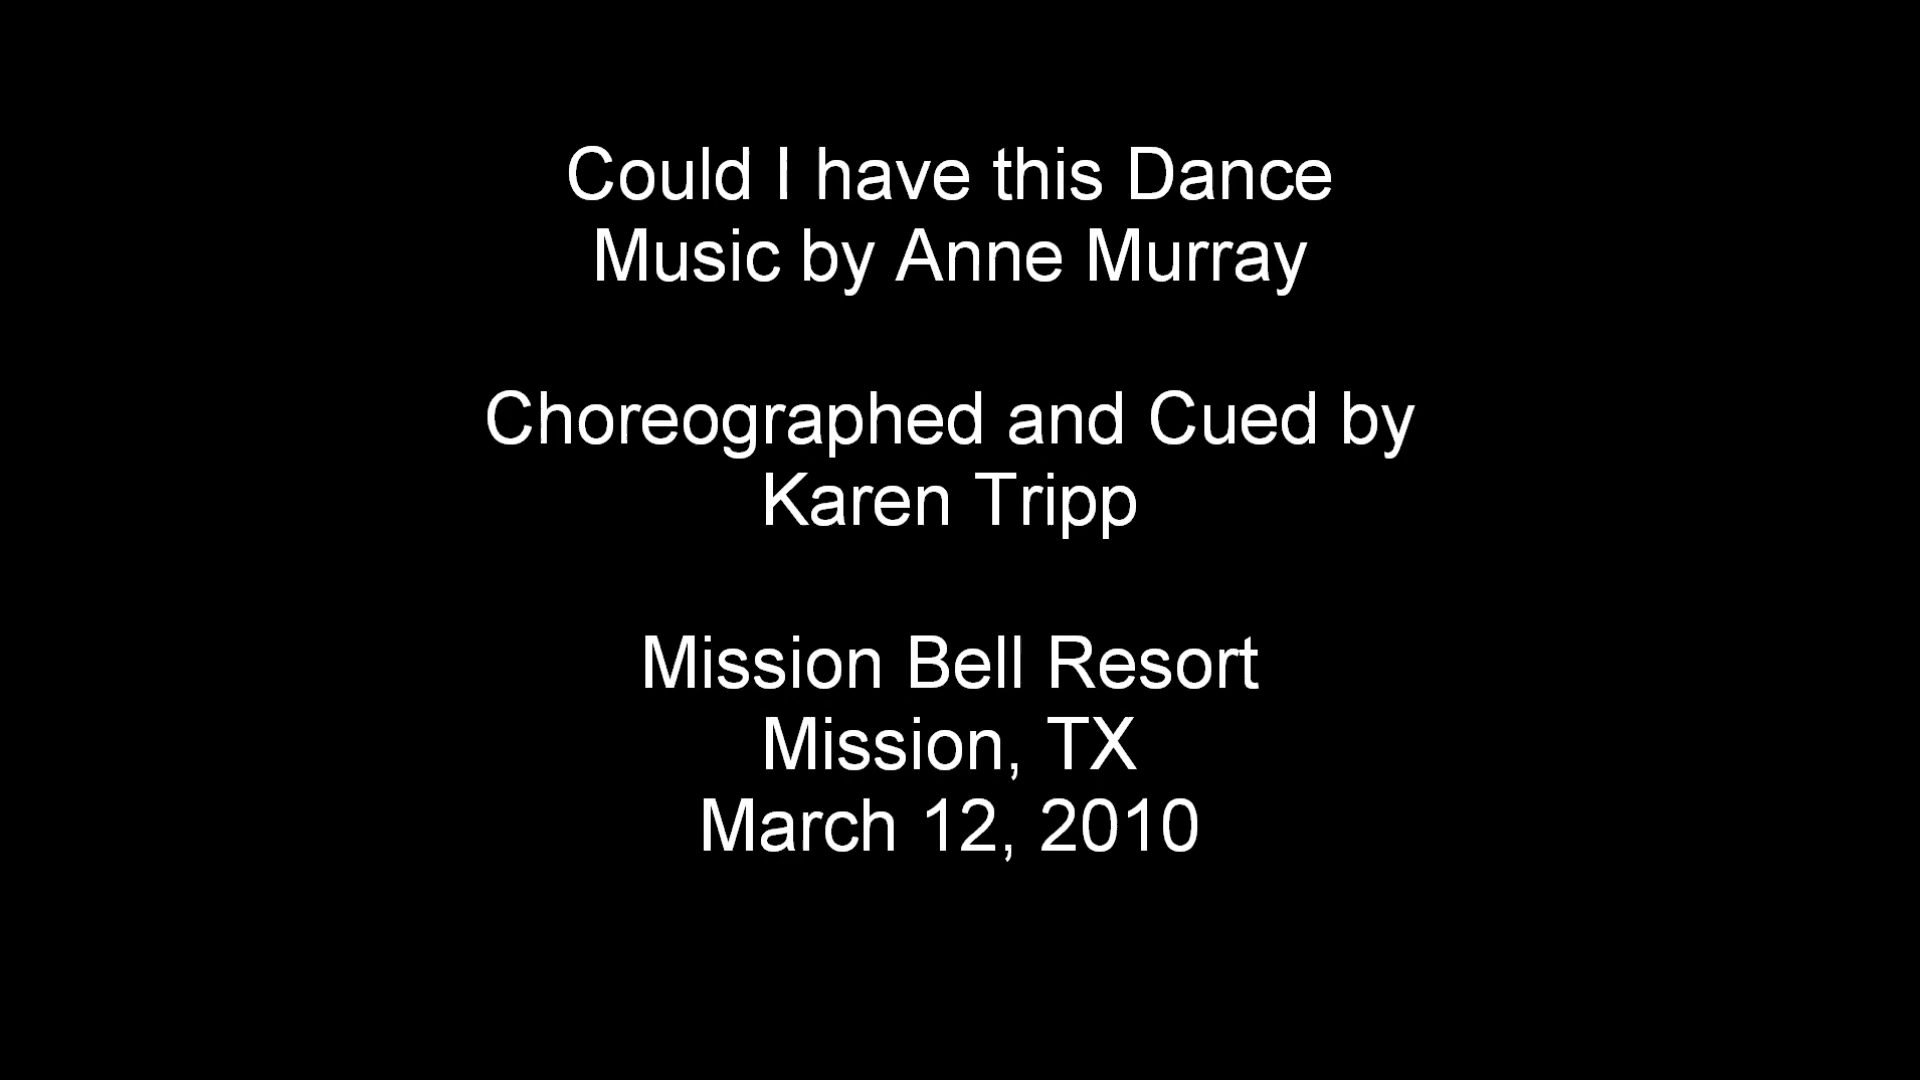 Could I have this Dance
Music by Anne Murray
Choreographed and Cued by
Karen Tripp
Mission Bell Resort
Mission, TX
March 12, 2010